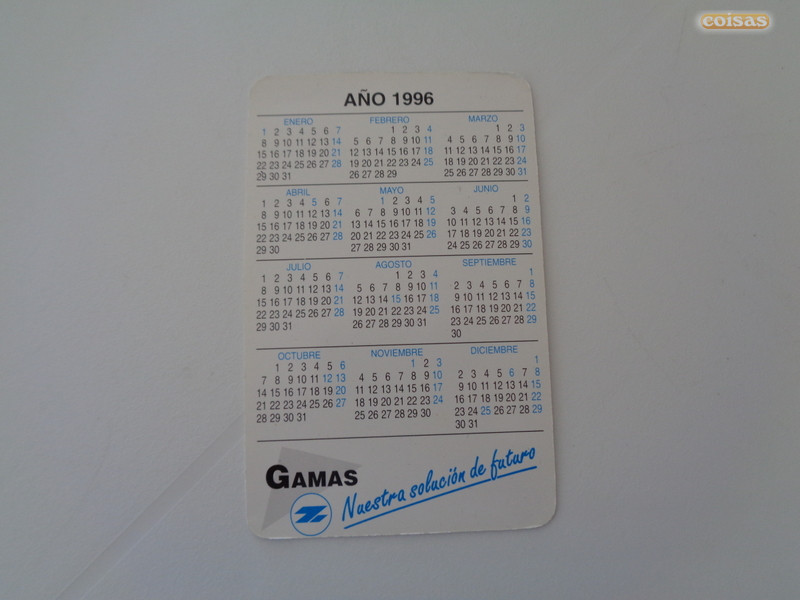 coisas
AÑO 1996
ENERO FEBRERO MARZO
1 2 3 4 5 6 7 1 2 3 4 1 2 3
8 9 10 11 12 13 14 5 6 7 8 9 10 11 4 5 6 7 8 9 10
15 16 17 18 19 20 21 12 13 14 15 16 17 18 11 12 13 14 15 16 17
22 23 24 25 26 27 28 19 20 21 22 23 24 25 18 19 20 21 22 23 24
29 30 31 26 27 28 29 25 26 27 28 29 30 31
ABRIL MAYO JUNIO
1 2 3 4 5 6 7 1 2 3 4 5 1 2
8 9 10 11 12 13 14 6 7 8 9 10 11 12 3 4 5 6 7 8 9
15 16 17 18 19 20 21 13 14 15 16 17 18 19 10 11 12 13 14 15 16
22 23 24 25 26 27 28 20 21 22 23 24 25 26 17 18 19 20 21 22 23
29 30 27 28 29 30 31 24 25 26 27 28 29 30
JULIO AGOSTO SEPTIEMBRE
1 2 3 4 5 6 7 1 2 3 4 1
8 9 10 11 12 13 14 5 6 7 8 9 10 11 2 3 4 5 6 7 8
15 16 17 18 19 20 21 12 13 14 15 16 17 18 9 10 11 12 13 14 15
22 23 24 25 26 27 28 19 20 21 22 23 24 25 16 17 18 19 20 21 22
29 30 31 26 27 28 29 30 31 23 24 25 26 27 28 29
30
OCTUBRE NOVIEMBRE DICIEMBRE
1 2 3 4 5 6 1 2 3 1
7 8 9 10 11 12 13 4 5 6 7 8 9 10 2 3 4 5 6 7 8
14 15 16 17 18 19 20 11 12 13 14 15 16 17 9 10 11 12 13 14 15
21 22 23 24 25 26 27 18 19 20 21 22 23 24 16 17 18 19 20 21 22
28 29 30 31 25 26 27 28 29 30 23 24 25 26 27 28 29
30 31
GAMAS
Nuestra solución de futuro